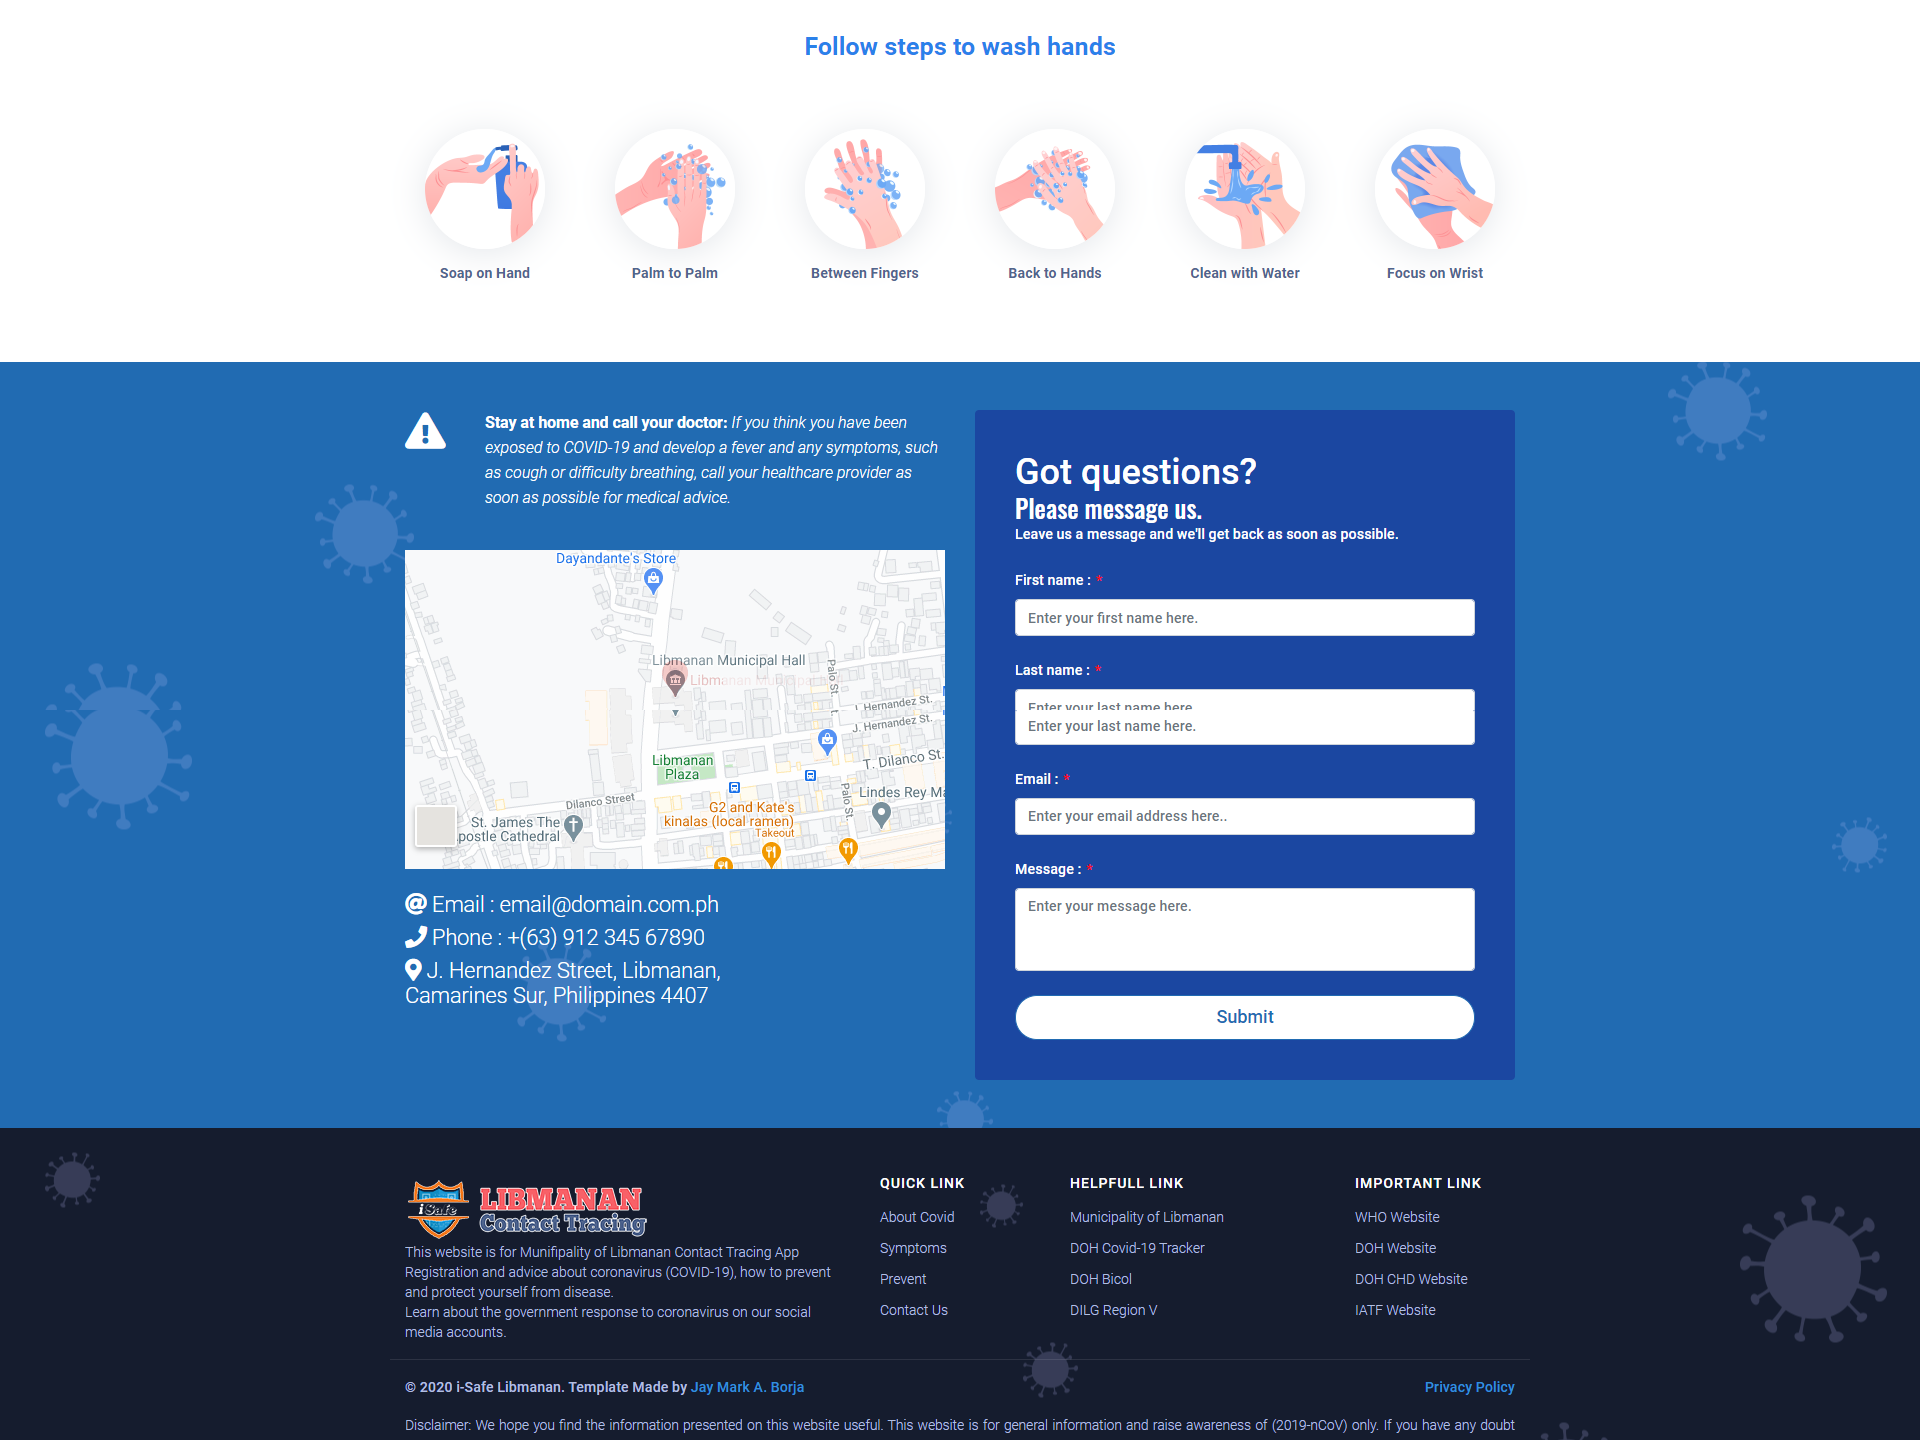 Follow steps to wash hands
Soap on Hand
Palm to Palm
Between Fingers
Back to Hands
Clean with Water
Focus on Wrist
Stay at home and call your doctor: If you think you have been
exposed to COVID-19 and develop a fever and any symptoms, such
as cough or difficulty breathing, call your healthcare provider as
soon as possible for medical advice.
Dayandante's Store
Libmanan Municipal Hall
Libmanan Municipal
Palo St.
J. Hernandez St.
J. Hernandez St.
Libmanan
Plaza
T. Dilanco St.
Dilanco Street
Palo St.
Lindes Rey Ma
G2 and Kate's
kinalas (local ramen)
Takeout
St. James The
postle Cathedral
Email : email@domain.com.ph
Phone : +(63) 912 345 67890
J. Hernandez Street, Libmanan,
Camarines Sur, Philippines 4407
Got questions?
Please message us.
Leave us a message and we'll get back as soon as possible.
First name : *
Enter your first name here.
Last name : *
Enter your last name here.
Enter your last name here.
Email : *
Enter your email address here..
Message : *
Enter your message here.
Submit
i Safe
LIBMANAN
Contact Tracing
This website is for Munifipality of Libmanan Contact Tracing App
Registration and advice about coronavirus (COVID-19), how to prevent
and protect yourself from disease.
Learn about the government response to coronavirus on our social
media accounts.
QUICK LINK
About Covid
Symptoms
Prevent
Contact Us
HELPFULL LINK
Municipality of Libmanan
DOH Covid-19 Tracker
DOH Bicol
DILG Region V
IMPORTANT LINK
WHO Website
DOH Website
DOH CHD Website
IATF Website
© 2020 i-Safe Libmanan. Template Made by Jay Mark A. Borja
Privacy Policy
Disclaimer: We hope you find the information presented on this website useful. This website is for general information and raise awareness of (2019-nCoV) only. If you have any doubt